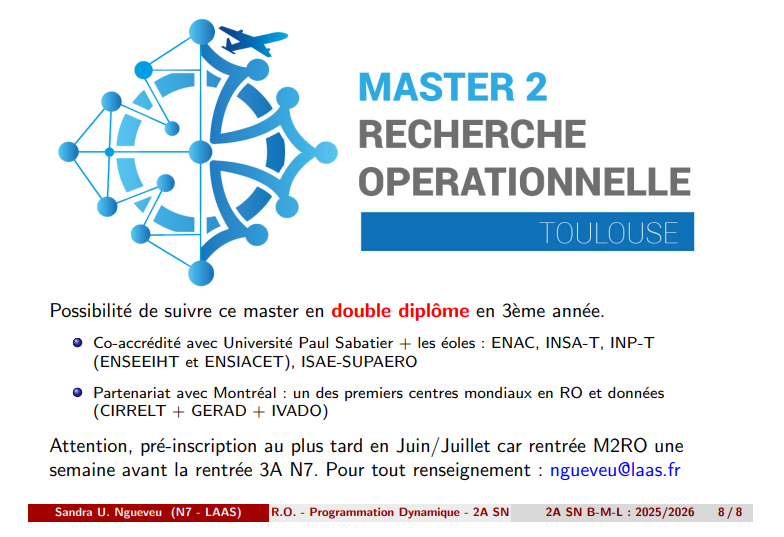 MASTER 2
RECHERCHE
OPERATIONNELLE
TOULOUSE
Possibilité de suivre ce master en double diplôme en 3ème année.
Co-accrédité avec Université Paul Sabatier + les éoles : ENAC, INSA-T, INP-T
(ENSEEIHT et ENSIACET), ISAE-SUPAERO
Partenariat avec Montréal : un des premiers centres mondiaux en RO et données
(CIRRELT + GERAD + IVADO)
Attention, pré-inscription au plus tard en Juin/Juillet car rentrée M2RO une
semaine avant la rentrée 3A N7. Pour tout renseignement : ngueveu@laas.fr
Sandra U. Ngueveu (N7 - LAAS) R.O. - Programmation Dynamique - 2A SN 2A SN B-M-L : 2025/2026 8 / 8